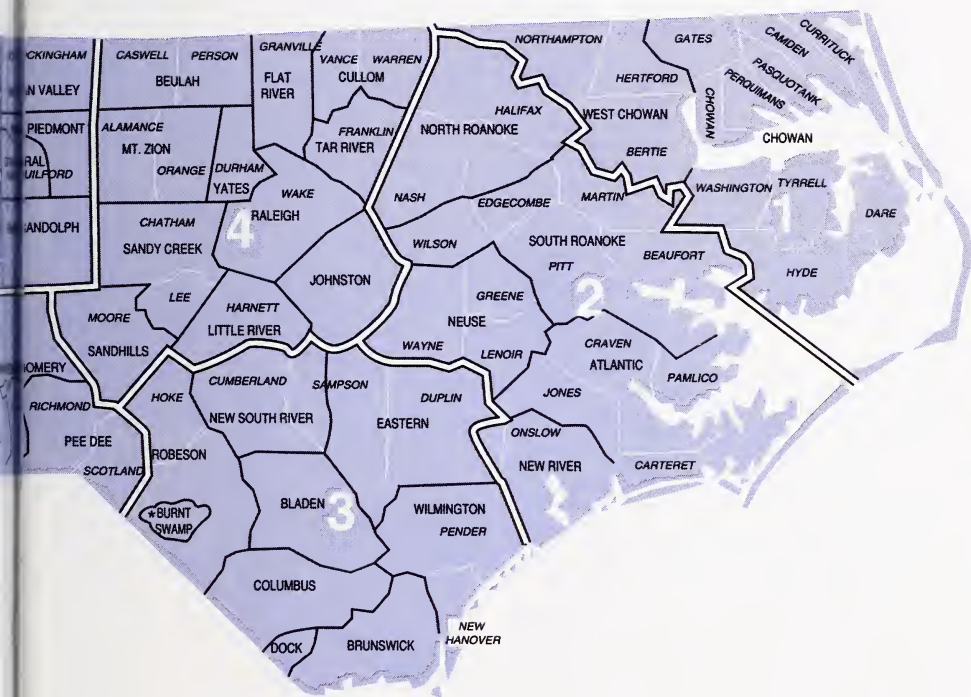 CKINGHAM
CASWELL
PERSON
BEULAH
GRANVILLE
FLAT
RIVER
VANCE
WARREN
CULLOM
NORTHAMPTON
GATES
CAMDEN
CURRITUCK
PASQUOTANK
PERQUIMANS
HERTFORD
CHOWAN
N VALLEY
PIEDMONT
ALAMANCE
MT. ZION
ORANGE
DURHAM
YATES
FRANKLIN
TAR RIVER
NORTH ROANOKE
HALIFAX
WEST CHOWAN
BERTIE
CHOWAN
RAL
UILFORD
WAKE
RALEIGH
4
NASH
EDGECOMBE
MARTIN
WASHINGTON
TYRRELL
1
DARE
HYDE
ANDOLPH
CHATHAM
SANDY CREEK
JOHNSTON
WILSON
SOUTH ROANOKE
PITT
BEAUFORT
2
LEE
MOORE
SANDHILLS
HARNETT
LITTLE RIVER
GREENE
NEUSE
WAYNE
LENOIR
CRAVEN
ATLANTIC
PAMLICO
JONES
OMERY
RICHMOND
PEE DEE
SCOTLAND
HOKE
ROBESON
CUMBERLAND
NEW SOUTH RIVER
SAMPSON
DUPLIN
EASTERN
ONSLOW
NEW RIVER
CARTERET
*BURNT
SWAMP
BLADEN
3
WILMINGTON
PENDER
COLUMBUS
DOCK
BRUNSWICK
NEW
HANOVER